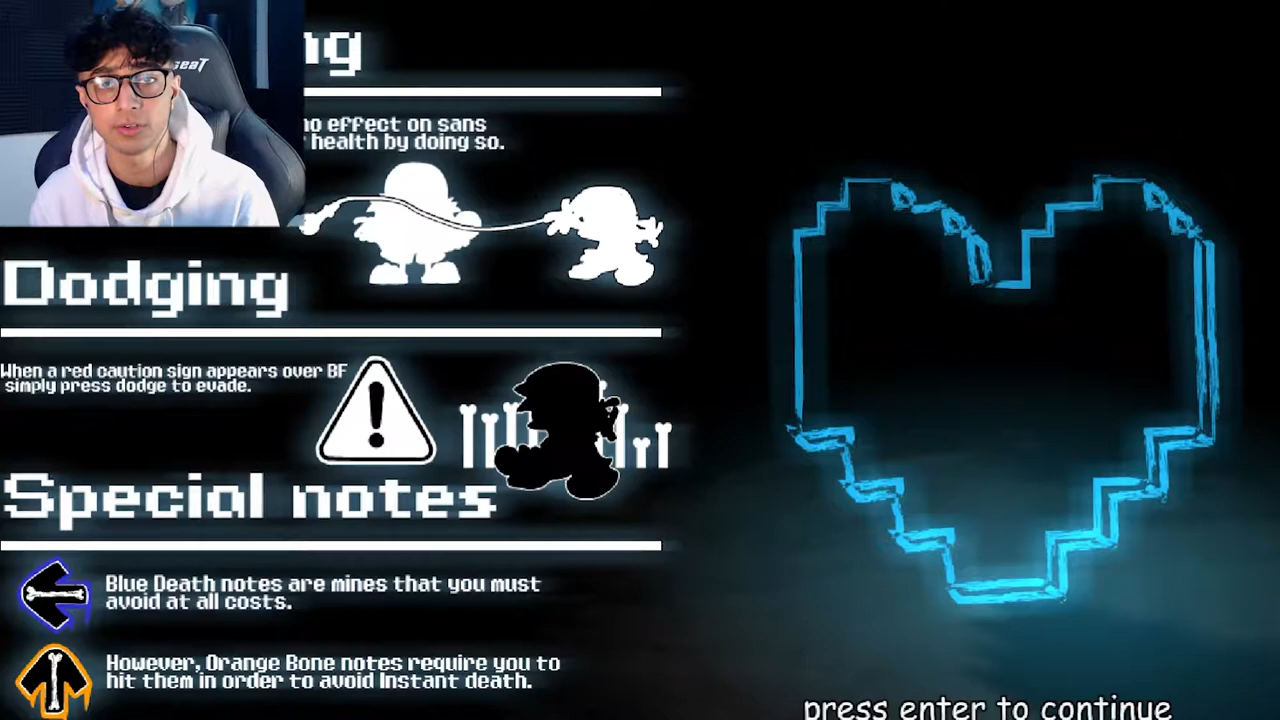 ng
no effect on sans
health by doing so.
Dodging
When a red caution sign appears over BF
simply press dodge to evade.
Special notes
Blue Death notes are mines that you must
avoid at all costs.
However, Orange Bone notes require you to
hit them in order to avoid Instant death.
press enter to continue